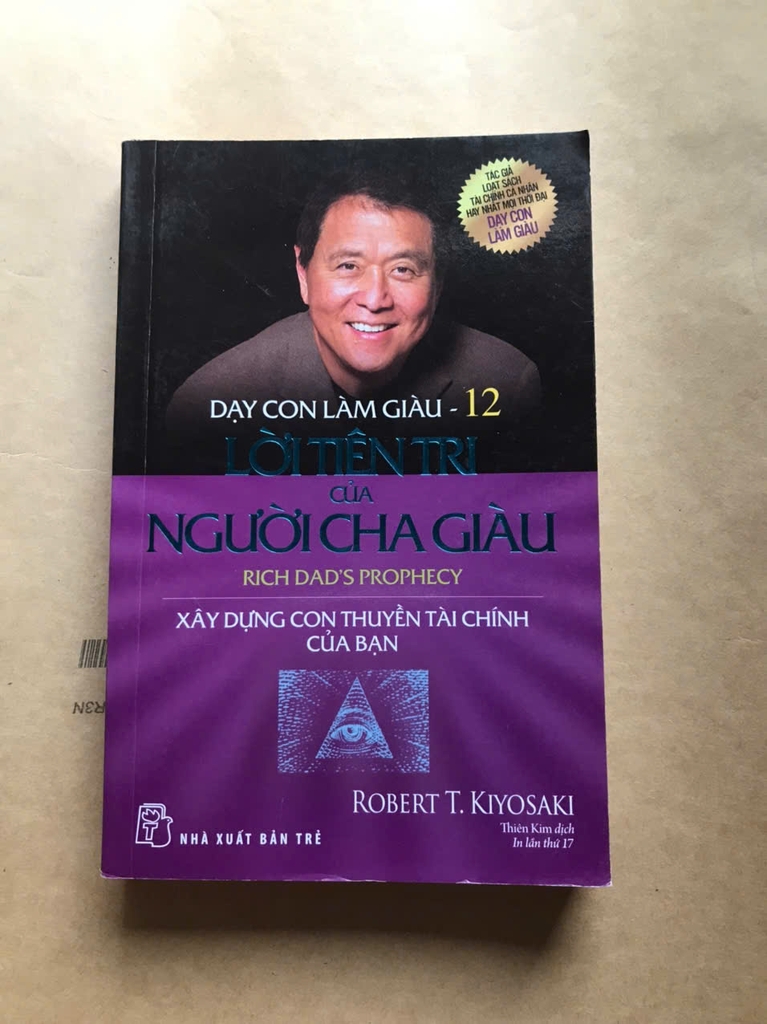 TÁC GIẢ
LOẠT SÁCH
TÀI CHÍNH CÁ NHÂN
HAY NHẤT MỌI THỜI ĐẠI
DẠY CON
LÀM GIÀU
DẠY CON LÀM GIÀU - 12
LỜI TIÊN TRI
CỦA
NGƯỜI CHA GIÀU
RICH DAD'S PROPHECY
XÂY DỰNG CON THUYỀN TÀI CHÍNH
CỦA BẠN
ROBERT T. KIYOSAKI
Thiên Kim dịch
In lần thứ 17
T
NHÀ XUẤT BẢN TRẺ